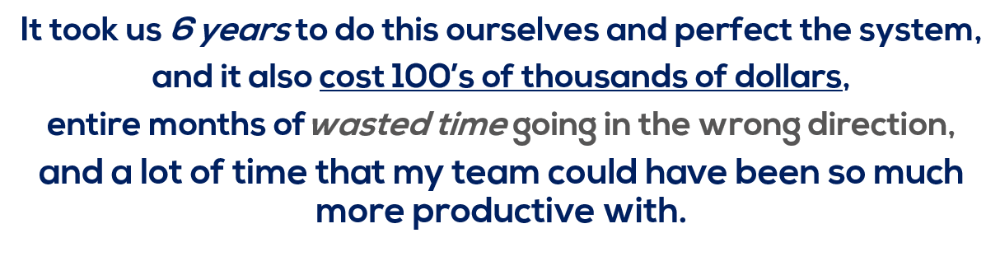 It took us 6 years to do this ourselves and perfect the system,
and it also cost 100's of thousands of dollars,
entire months of wasted time going in the wrong direction,
and a lot of time that my team could have been so much
more productive with.